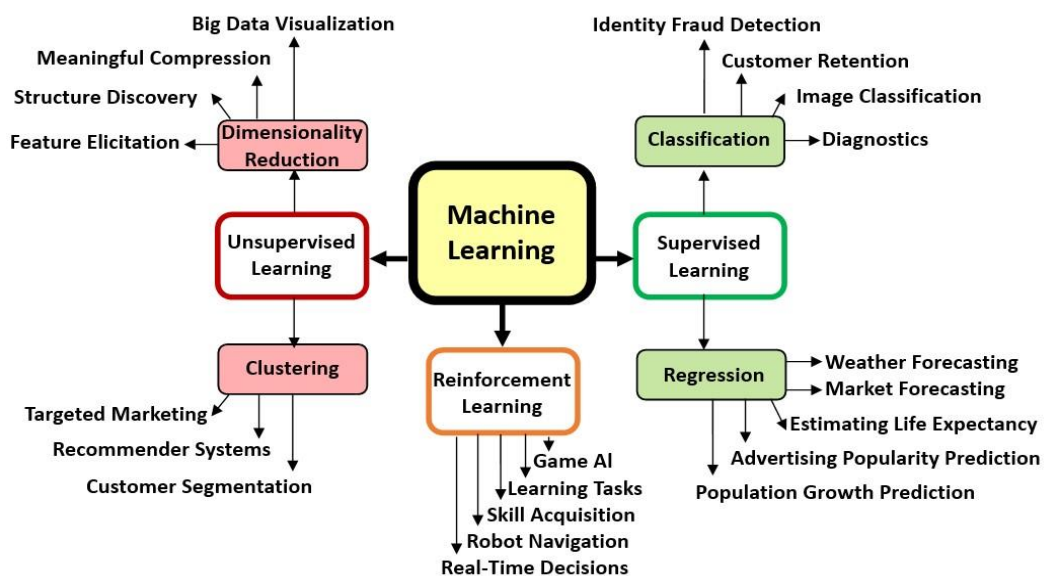 Big Data Visualization
Meaningful Compression
Structure Discovery
Feature Elicitation
Dimensionality
Reduction
Identity Fraud Detection
Customer Retention
Image Classification
Classification
Diagnostics
Machine
Learning
Unsupervised
Learning
Supervised
Learning
Clustering
Targeted Marketing
Recommender Systems
Customer Segmentation
Reinforcement
Learning
Game AI
Learning Tasks
Skill Acquisition
Robot Navigation
Real-Time Decisions
Regression
Weather Forecasting
Market Forecasting
Estimating Life Expectancy
Advertising Popularity Prediction
Population Growth Prediction